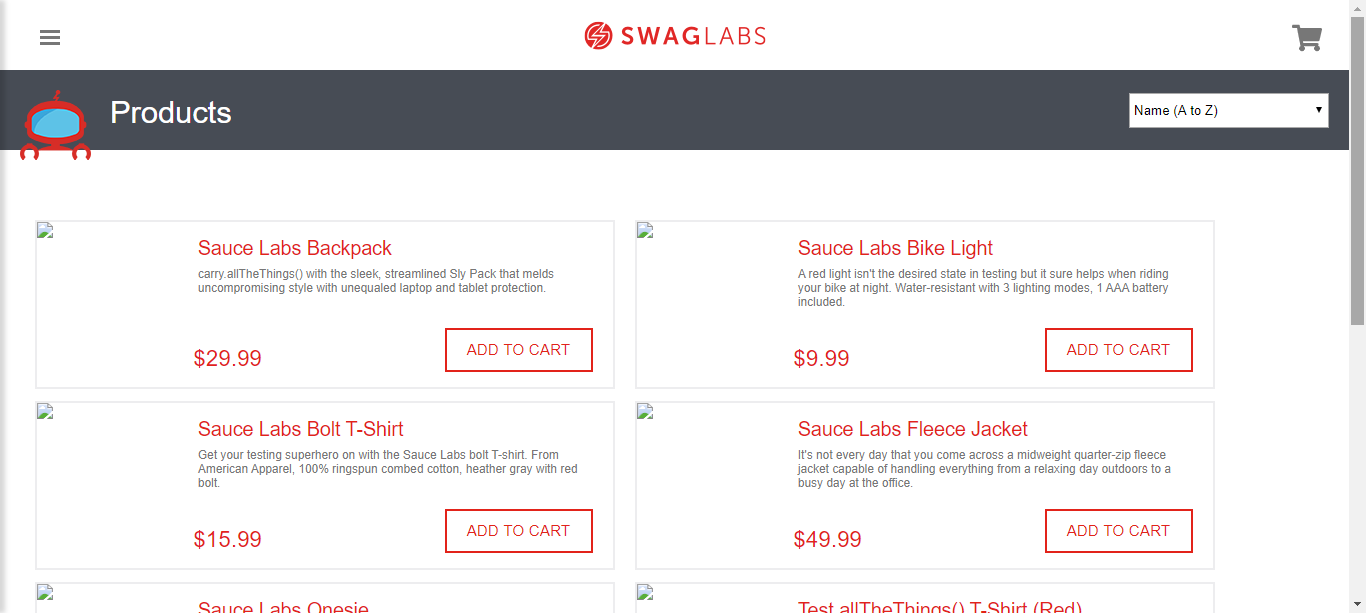 SWAGLABS
Products
Name (A to Z)
Sauce Labs Backpack
carry.allTheThings() with the sleek, streamlined Sly Pack that melds
uncompromising style with unequaled laptop and tablet protection.
$29.99
ADD TO CART
Sauce Labs Bike Light
A red light isn't the desired state in testing but it sure helps when riding
your bike at night. Water-resistant with 3 lighting modes, 1 AAA battery
included.
$9.99
ADD TO CART
Sauce Labs Bolt T-Shirt
Get your testing superhero on with the Sauce Labs bolt T-shirt. From
American Apparel, 100% ringspun combed cotton, heather gray with red
bolt.
$15.99
ADD TO CART
Sauce Labs Fleece Jacket
It's not every day that you come across a midweight quarter-zip fleece
jacket capable of handling everything from a relaxing day outdoors to a
busy day at the office.
$49.99
ADD TO CART
Sauce Labs Onesie
Test.allTheThings() T-Shirt (Red)